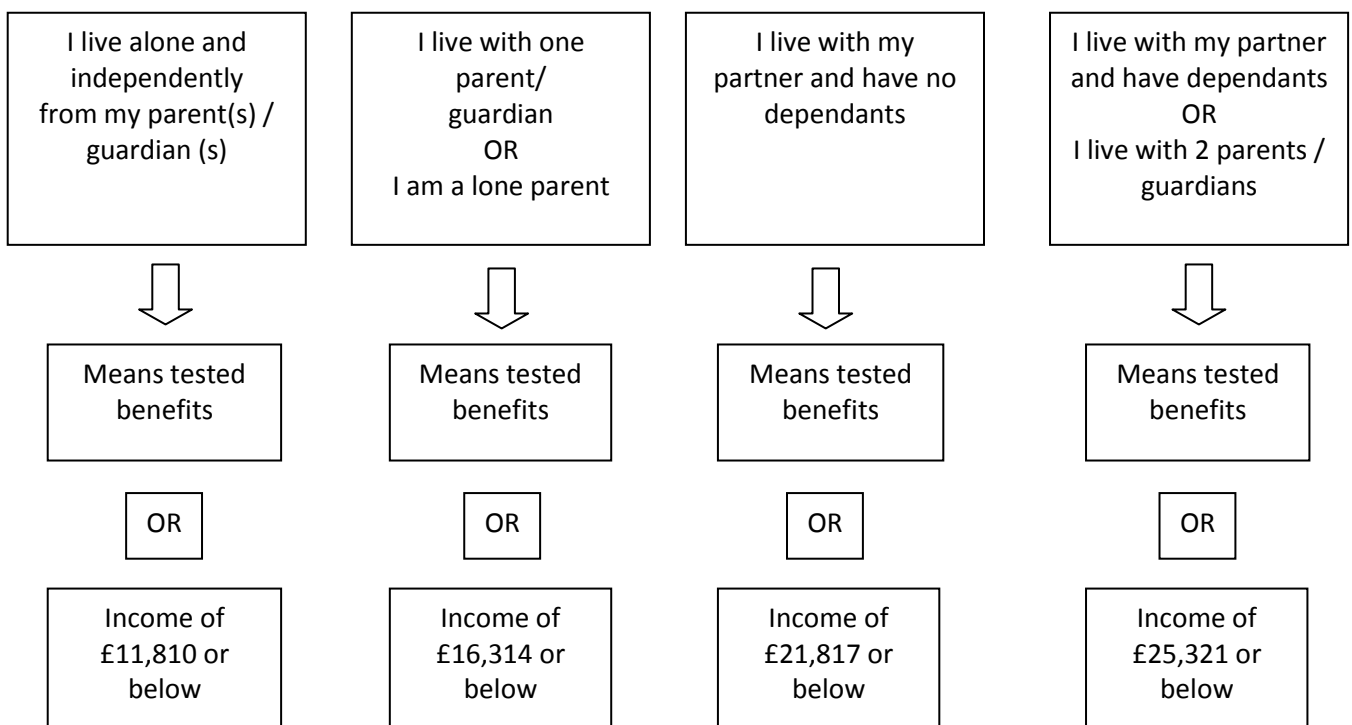 I live alone and
independently
from my parent(s) /
guardian (s)
I live with one
parent/
guardian
OR
I am a lone parent
I live with my
partner and have no
dependants
I live with my partner
and have dependants
OR
I live with 2 parents /
guardians
Means tested
benefits
Means tested
benefits
Means tested
benefits
Means tested
benefits
OR
OR
OR
OR
Income of
£11,810 or
below
Income of
£16,314 or
below
Income of
£21,817 or
below
Income of
£25,321 or
below